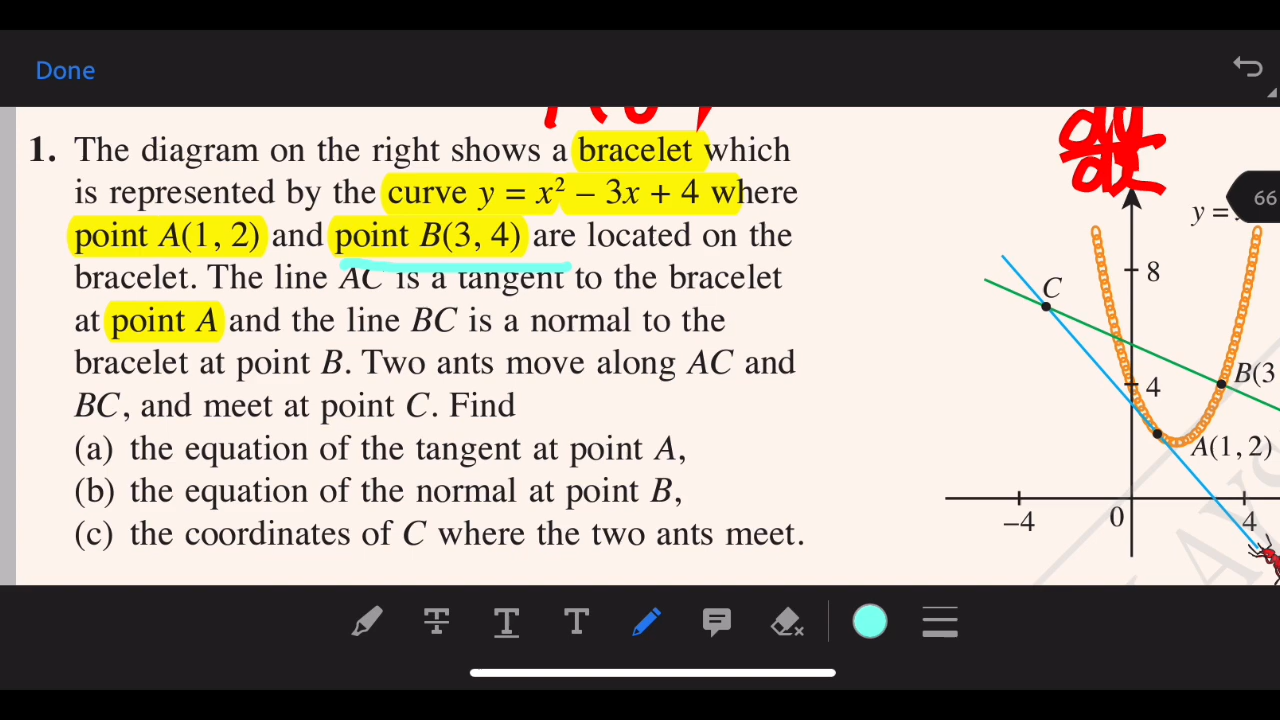 Done
1. The diagram on the right shows a bracelet which
is represented by the curve y = x² – 3x + 4 where
point A(1, 2) and point B(3, 4) are located on the
bracelet. The line AC is a tangent to the bracelet
at point A and the line BC is a normal to the
bracelet at point B. Two ants move along AC and
BC, and meet at point C. Find
(a) the equation of the tangent at point A,
(b) the equation of the normal at point B,
(c) the coordinates of C where the two ants meet.
dy
dx
66
y =
8
C
B(3
4
A(1, 2)
–4
0
4
T
T
T